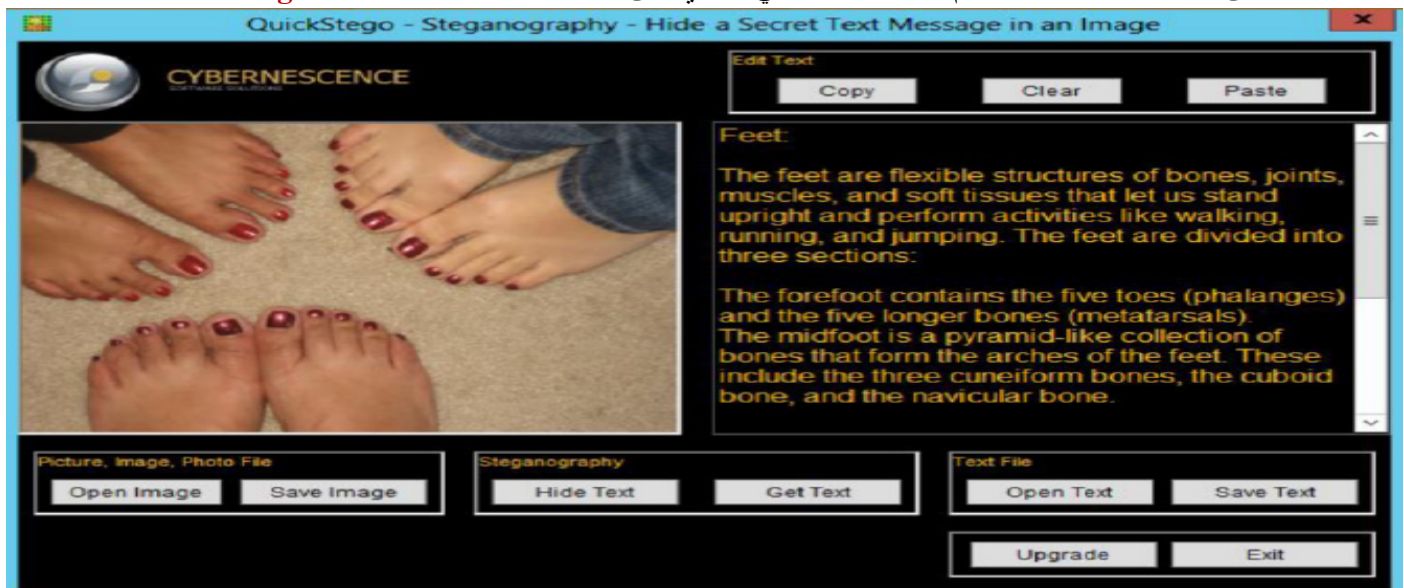 QuickStego - Steganography - Hide a Secret Text Message in an Image
CYBERNESCENCE
SOFTWARE SOLUTIONS
Edit Text
Copy Clear Paste
Feet:
The feet are flexible structures of bones, joints,
muscles, and soft tissues that let us stand
upright and perform activities like walking,
running, and jumping. The feet are divided into
three sections:
The forefoot contains the five toes (phalanges)
and the five longer bones (metatarsals).
The midfoot is a pyramid-like collection of
bones that form the arches of the feet. These
include the three cuneiform bones, the cuboid
bone, and the navicular bone.
Picture, Image, Photo File
Open Image Save Image
Steganography
Hide Text Get Text
Text File
Open Text Save Text
Upgrade Exit